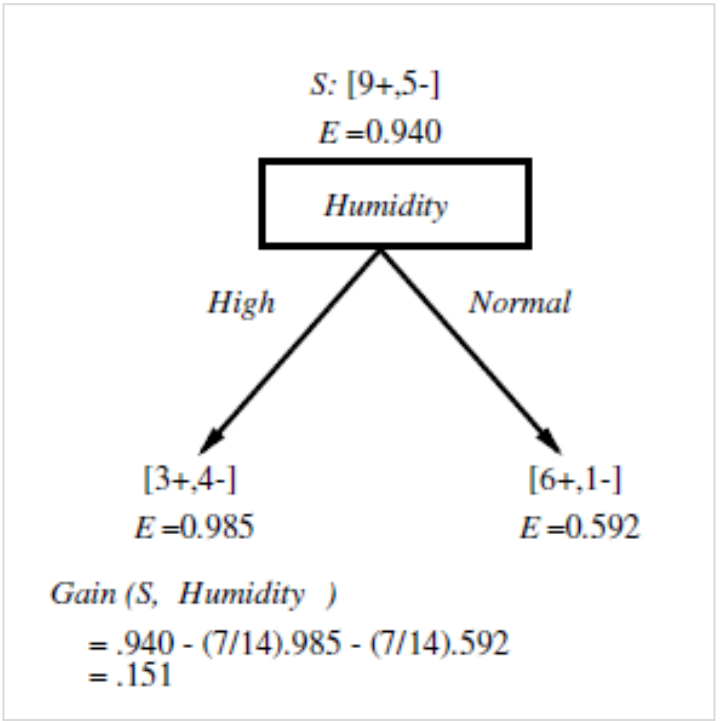 S: [9+,5-]
E =0.940
Humidity
High
Normal
[3+,4-]
[6+,1-]
E =0.985
E =0.592
Gain (S, Humidity )
= .940 - (7/14).985 - (7/14).592
= .151